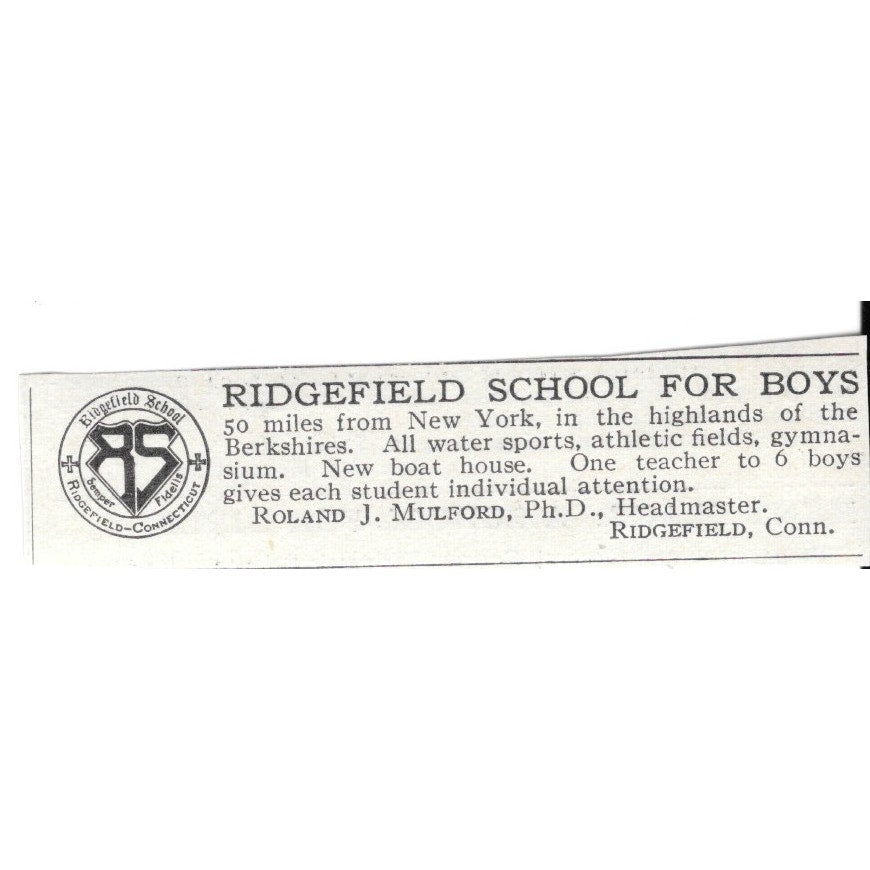 RIDGEFIELD SCHOOL FOR BOYS
50 miles from New York, in the highlands of the
Berkshires. All water sports, athletic fields, gymna-
sium. New boat house. One teacher to 6 boys
gives each student individual attention.
ROLAND J. MULFORD, Ph.D., Headmaster.
RIDGEFIELD, Conn.
Ridgefield School
RS
Semper Fidelis
RIDGEFIELD-CONNECTICUT